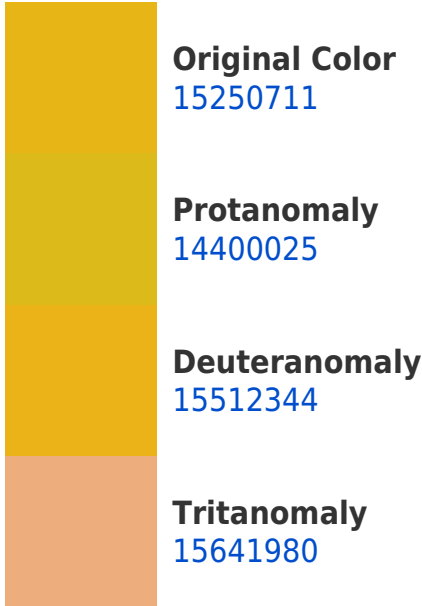 Original Color
15250711
Protanomaly
14400025
Deuteranomaly
15512344
Tritanomaly
15641980